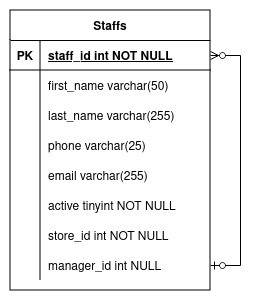 Staffs
PK staff_id int NOT NULL
first_name varchar(50)
last_name varchar(255)
phone varchar(25)
email varchar(255)
active tinyint NOT NULL
store_id int NOT NULL
manager_id int NULL